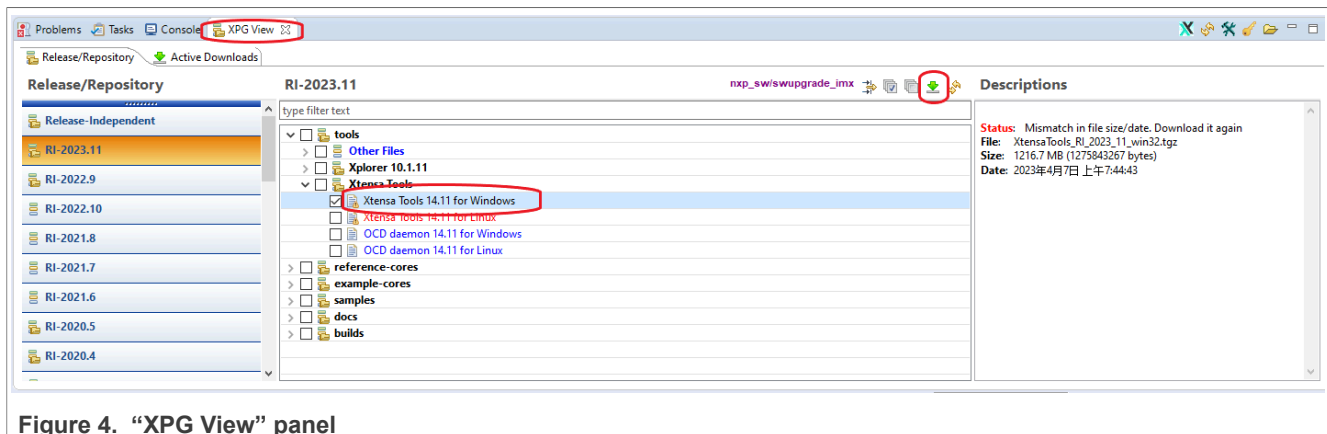 Problems Tasks Console XPG View
Release/Repository Active Downloads
Release/Repository
RI-2023.11
nxp_sw/swupgrade_imx
Descriptions
Release-Independent
RI-2023.11
RI-2022.9
RI-2022.10
RI-2021.8
RI-2021.7
RI-2021.6
RI-2020.5
RI-2020.4
type filter text
tools
Other Files
Xplorer 10.1.11
Xtensa Tools
Xtensa Tools 14.11 for Windows
Xtensa Tools 14.11 for Linux
OCD daemon 14.11 for Windows
OCD daemon 14.11 for Linux
reference-cores
example-cores
samples
docs
builds
Status: Mismatch in file size/date. Download it again
File: XtensaTools_RI_2023_11_win32.tgz
Size: 1216.7 MB (1275843267 bytes)
Date: 2023年4月7日 上午7:44:43
Figure 4. “XPG View” panel